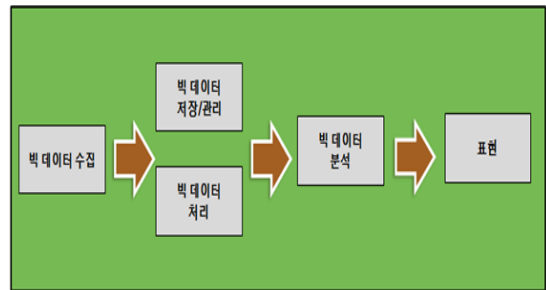 빅 데이터 수집
빅 데이터
저장/관리
빅 데이터
처리
빅 데이터
분석
표현